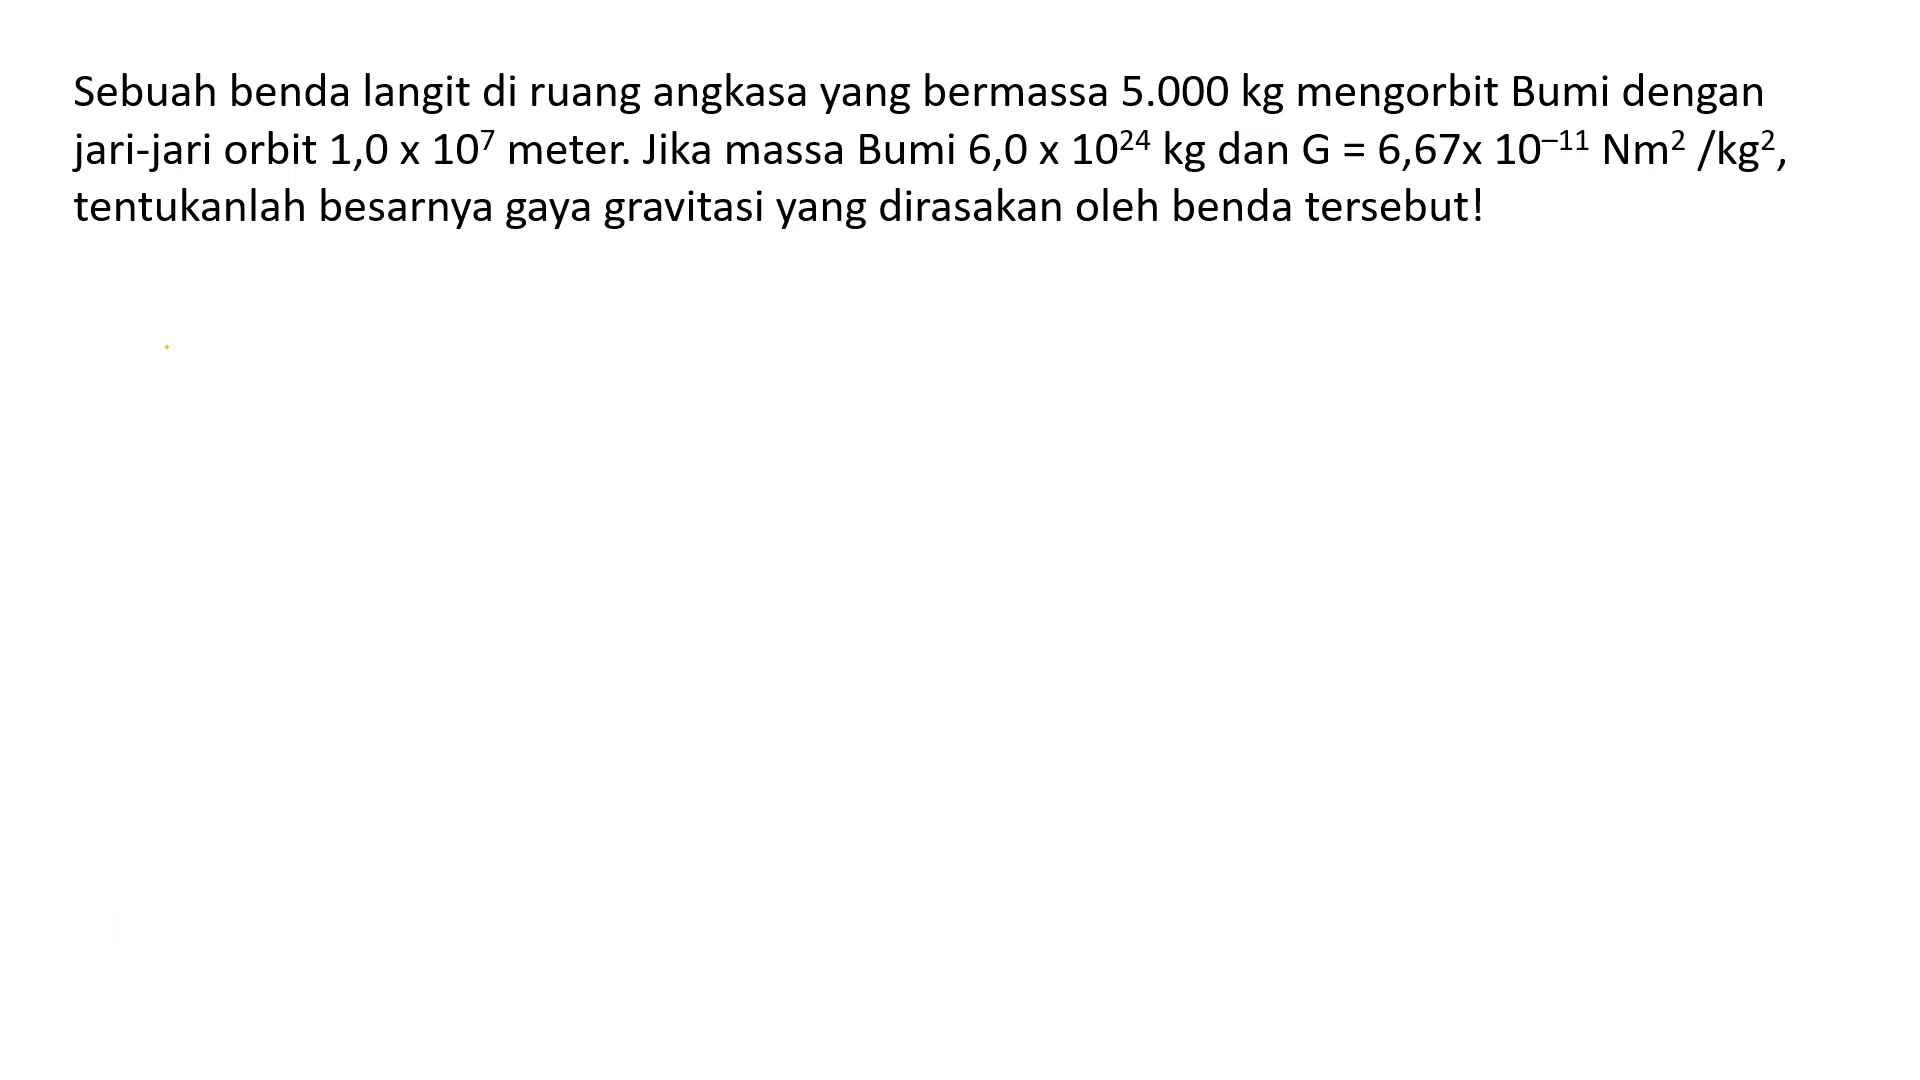 Sebuah benda langit di ruang angkasa yang bermassa 5.000 kg mengorbit Bumi dengan
jari-jari orbit 1,0 x 10⁷ meter. Jika massa Bumi 6,0 x 10²⁴ kg dan G = 6,67x 10⁻¹¹ Nm² /kg²,
tentukanlah besarnya gaya gravitasi yang dirasakan oleh benda tersebut!